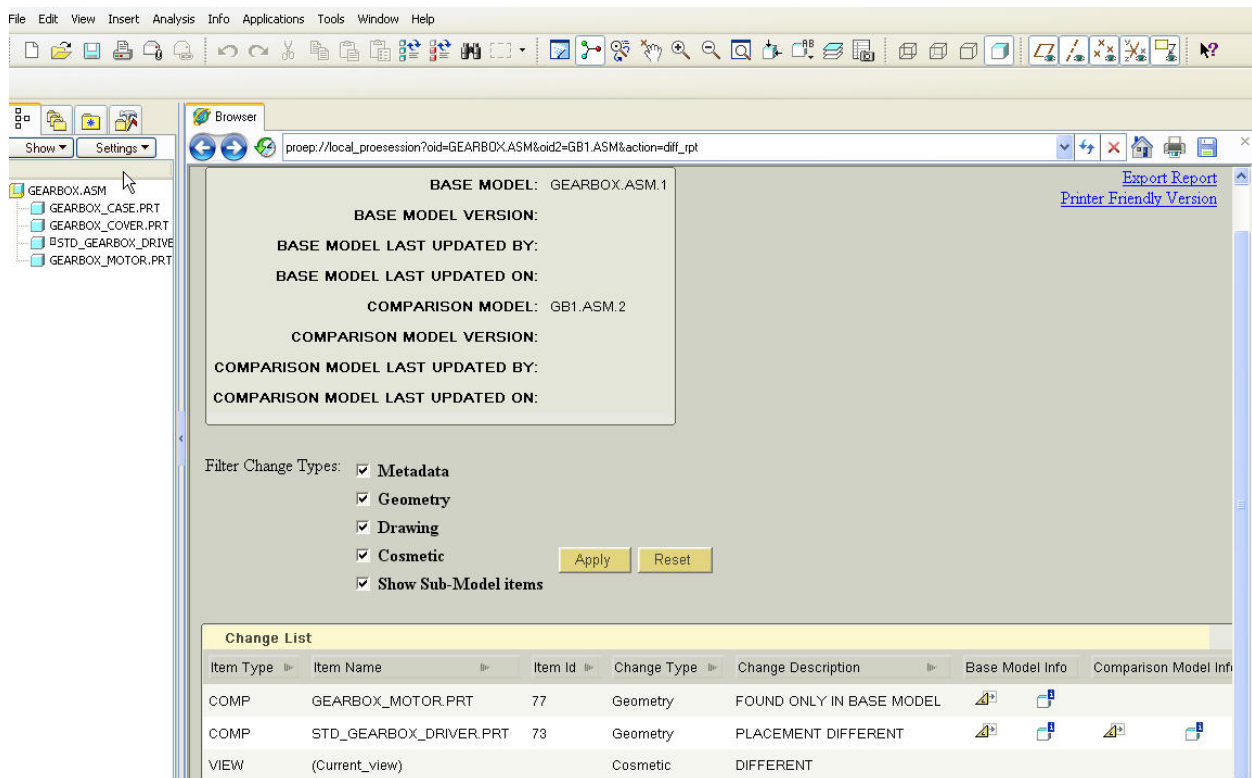 File Edit View Insert Analysis Info Applications Tools Window Help
Browser
Show Settings
proep://local_proesession?oid=GEARBOX.ASM&oid2=GB1.ASM&action=diff_rpt
GEARBOX.ASM
GEARBOX_CASE.PRT
GEARBOX_COVER.PRT
STD_GEARBOX_DRIVE
GEARBOX_MOTOR.PRT
Export Report
Printer Friendly Version
BASE MODEL: GEARBOX.ASM.1
BASE MODEL VERSION:
BASE MODEL LAST UPDATED BY:
BASE MODEL LAST UPDATED ON:
COMPARISON MODEL: GB1.ASM.2
COMPARISON MODEL VERSION:
COMPARISON MODEL LAST UPDATED BY:
COMPARISON MODEL LAST UPDATED ON:
Filter Change Types: Metadata
Geometry
Drawing
Cosmetic
Apply Reset
Show Sub-Model items
Change List
Item Type Item Name Item Id Change Type Change Description Base Model Info Comparison Model Inf
COMP GEARBOX_MOTOR.PRT 77 Geometry FOUND ONLY IN BASE MODEL
COMP STD_GEARBOX_DRIVER.PRT 73 Geometry PLACEMENT DIFFERENT
VIEW (Current_view) Cosmetic DIFFERENT